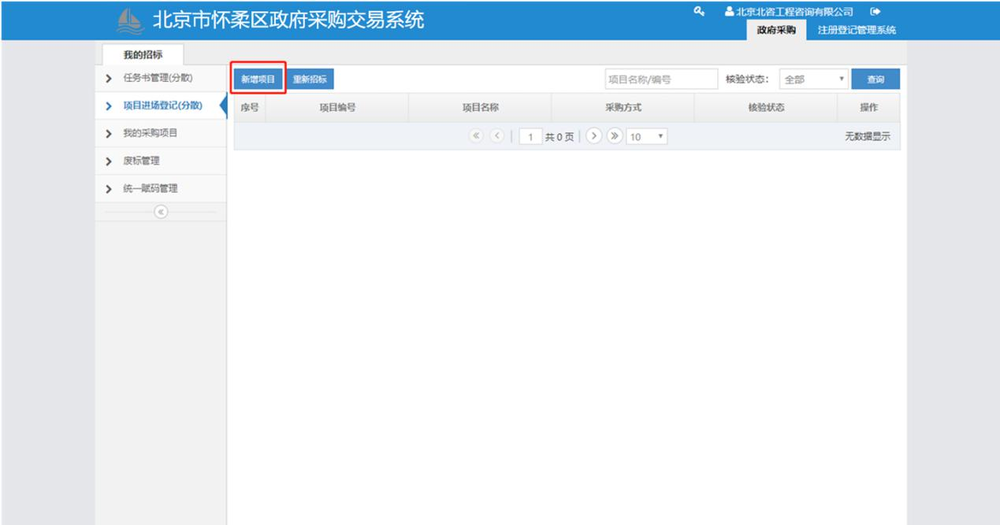 北京市怀柔区政府采购交易系统
北京北咨工程咨询有限公司
政府采购 注册登记管理系统
我的招标
任务书管理(分散)
项目进场登记(分散)
我的采购项目
废标管理
统一赋码管理
新增项目 重新招标 项目名称/编号 核验状态： 全部 查询
序号 项目编号 项目名称 采购方式 核验状态 操作
1 共 0 页 10 无数据显示